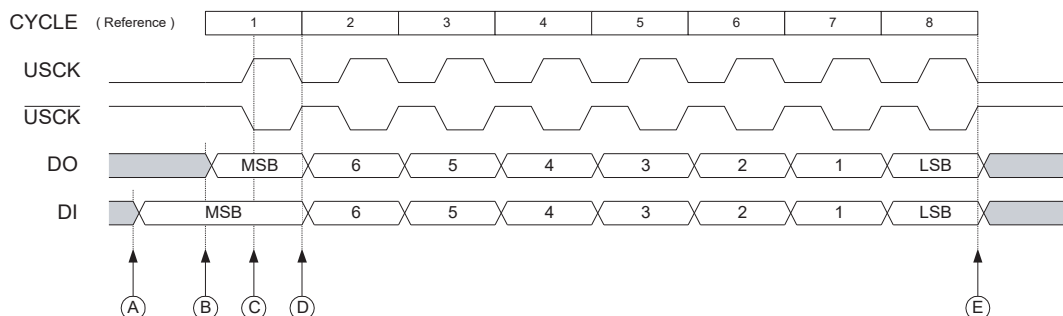 CYCLE ( Reference ) 1 2 3 4 5 6 7 8
USCK
USCK
DO MSB 6 5 4 3 2 1 LSB
DI MSB 6 5 4 3 2 1 LSB
A B C D E